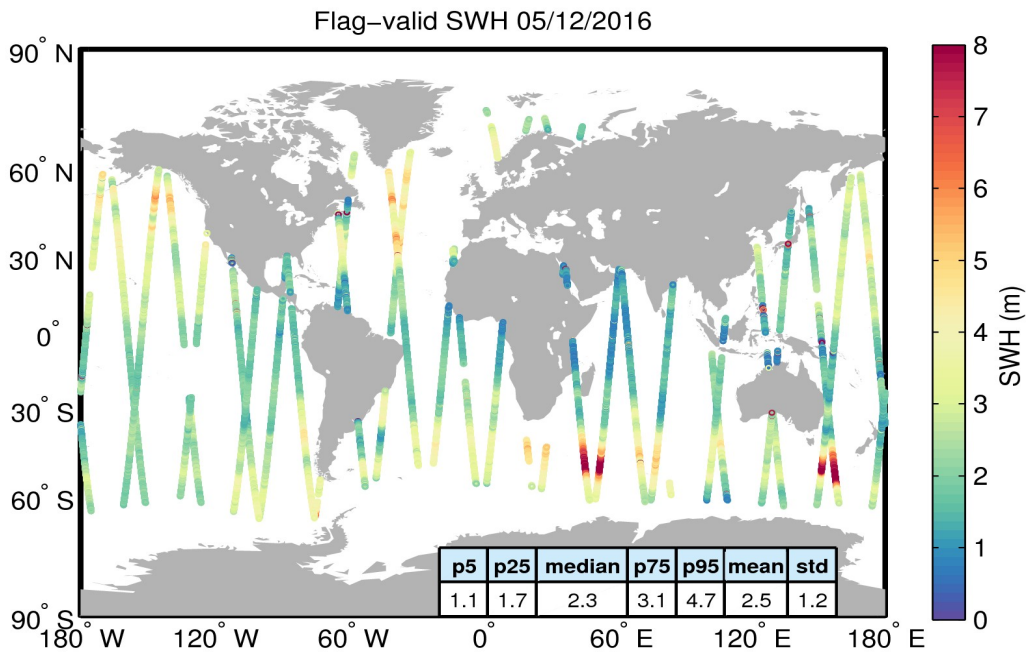 Flag−valid SWH 05/12/2016
90° N
60° N
30° N
0°
30° S
60° S
90° S
180° W
120° W
60° W
0°
60° E
120° E
180° E
p5 p25 median p75 p95 mean std
1.1 1.7 2.3 3.1 4.7 2.5 1.2
8
7
6
5
4
3
2
1
0
SWH (m)